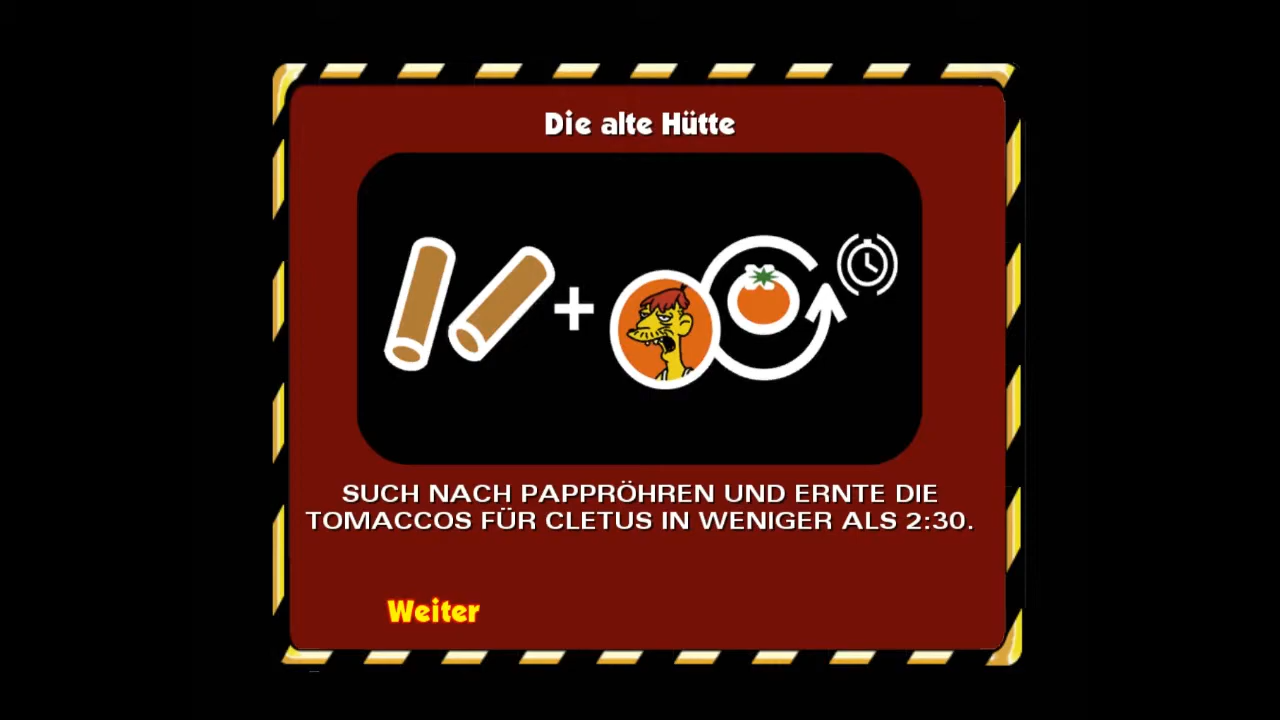 Die alte Hütte
SUCH NACH PAPPRÖHREN UND ERNTE DIE
TOMACCOS FÜR CLETUS IN WENIGER ALS 2:30.
Weiter